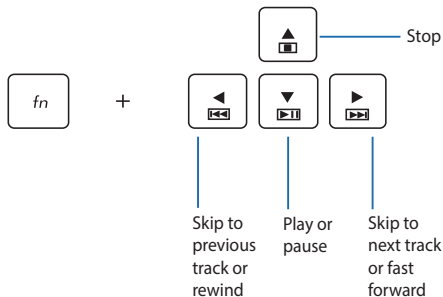 Stop
fn +
Skip to
previous
track or
rewind
Play or
pause
Skip to
next track
or fast
forward